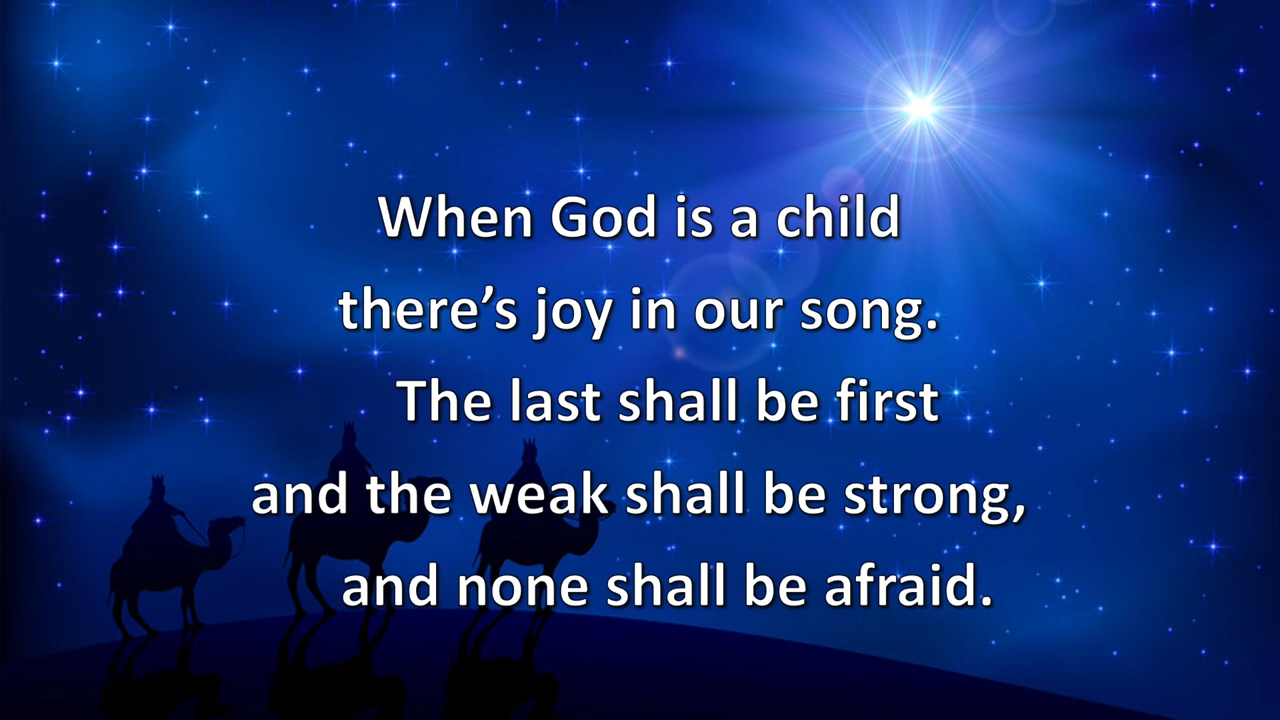 When God is a child
there’s joy in our song.
The last shall be first
and the weak shall be strong,
and none shall be afraid.